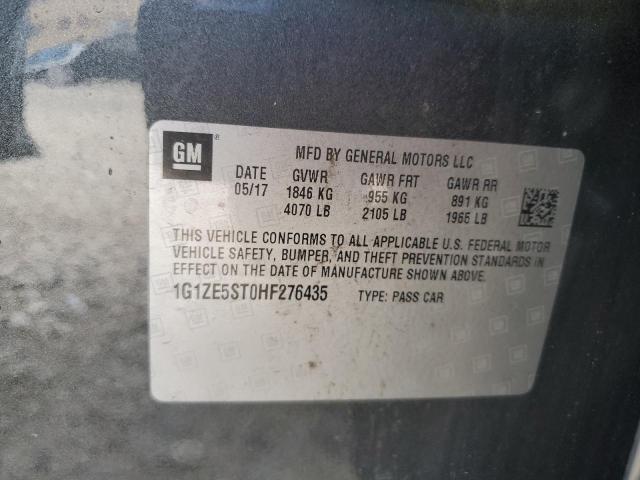 GM ® MFD BY GENERAL MOTORS LLC
DATE GVWR GAWR FRT GAWR RR
05/17 1846 KG 955 KG 891 KG
4070 LB 2105 LB 1965 LB
THIS VEHICLE CONFORMS TO ALL APPLICABLE U.S. FEDERAL MOTOR
VEHICLE SAFETY, BUMPER, AND THEFT PREVENTION STANDARDS IN
EFFECT ON THE DATE OF MANUFACTURE SHOWN ABOVE.
1G1ZE5ST0HF276435 TYPE: PASS CAR